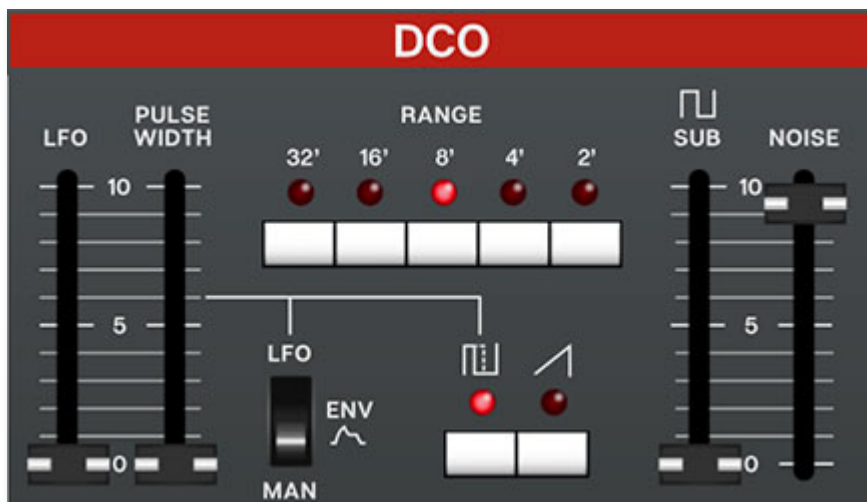 DCO
LFO
PULSE
WIDTH
RANGE
32' 16' 8' 4' 2'
SUB
NOISE
10
5
0
10
5
0
LFO
ENV
MAN